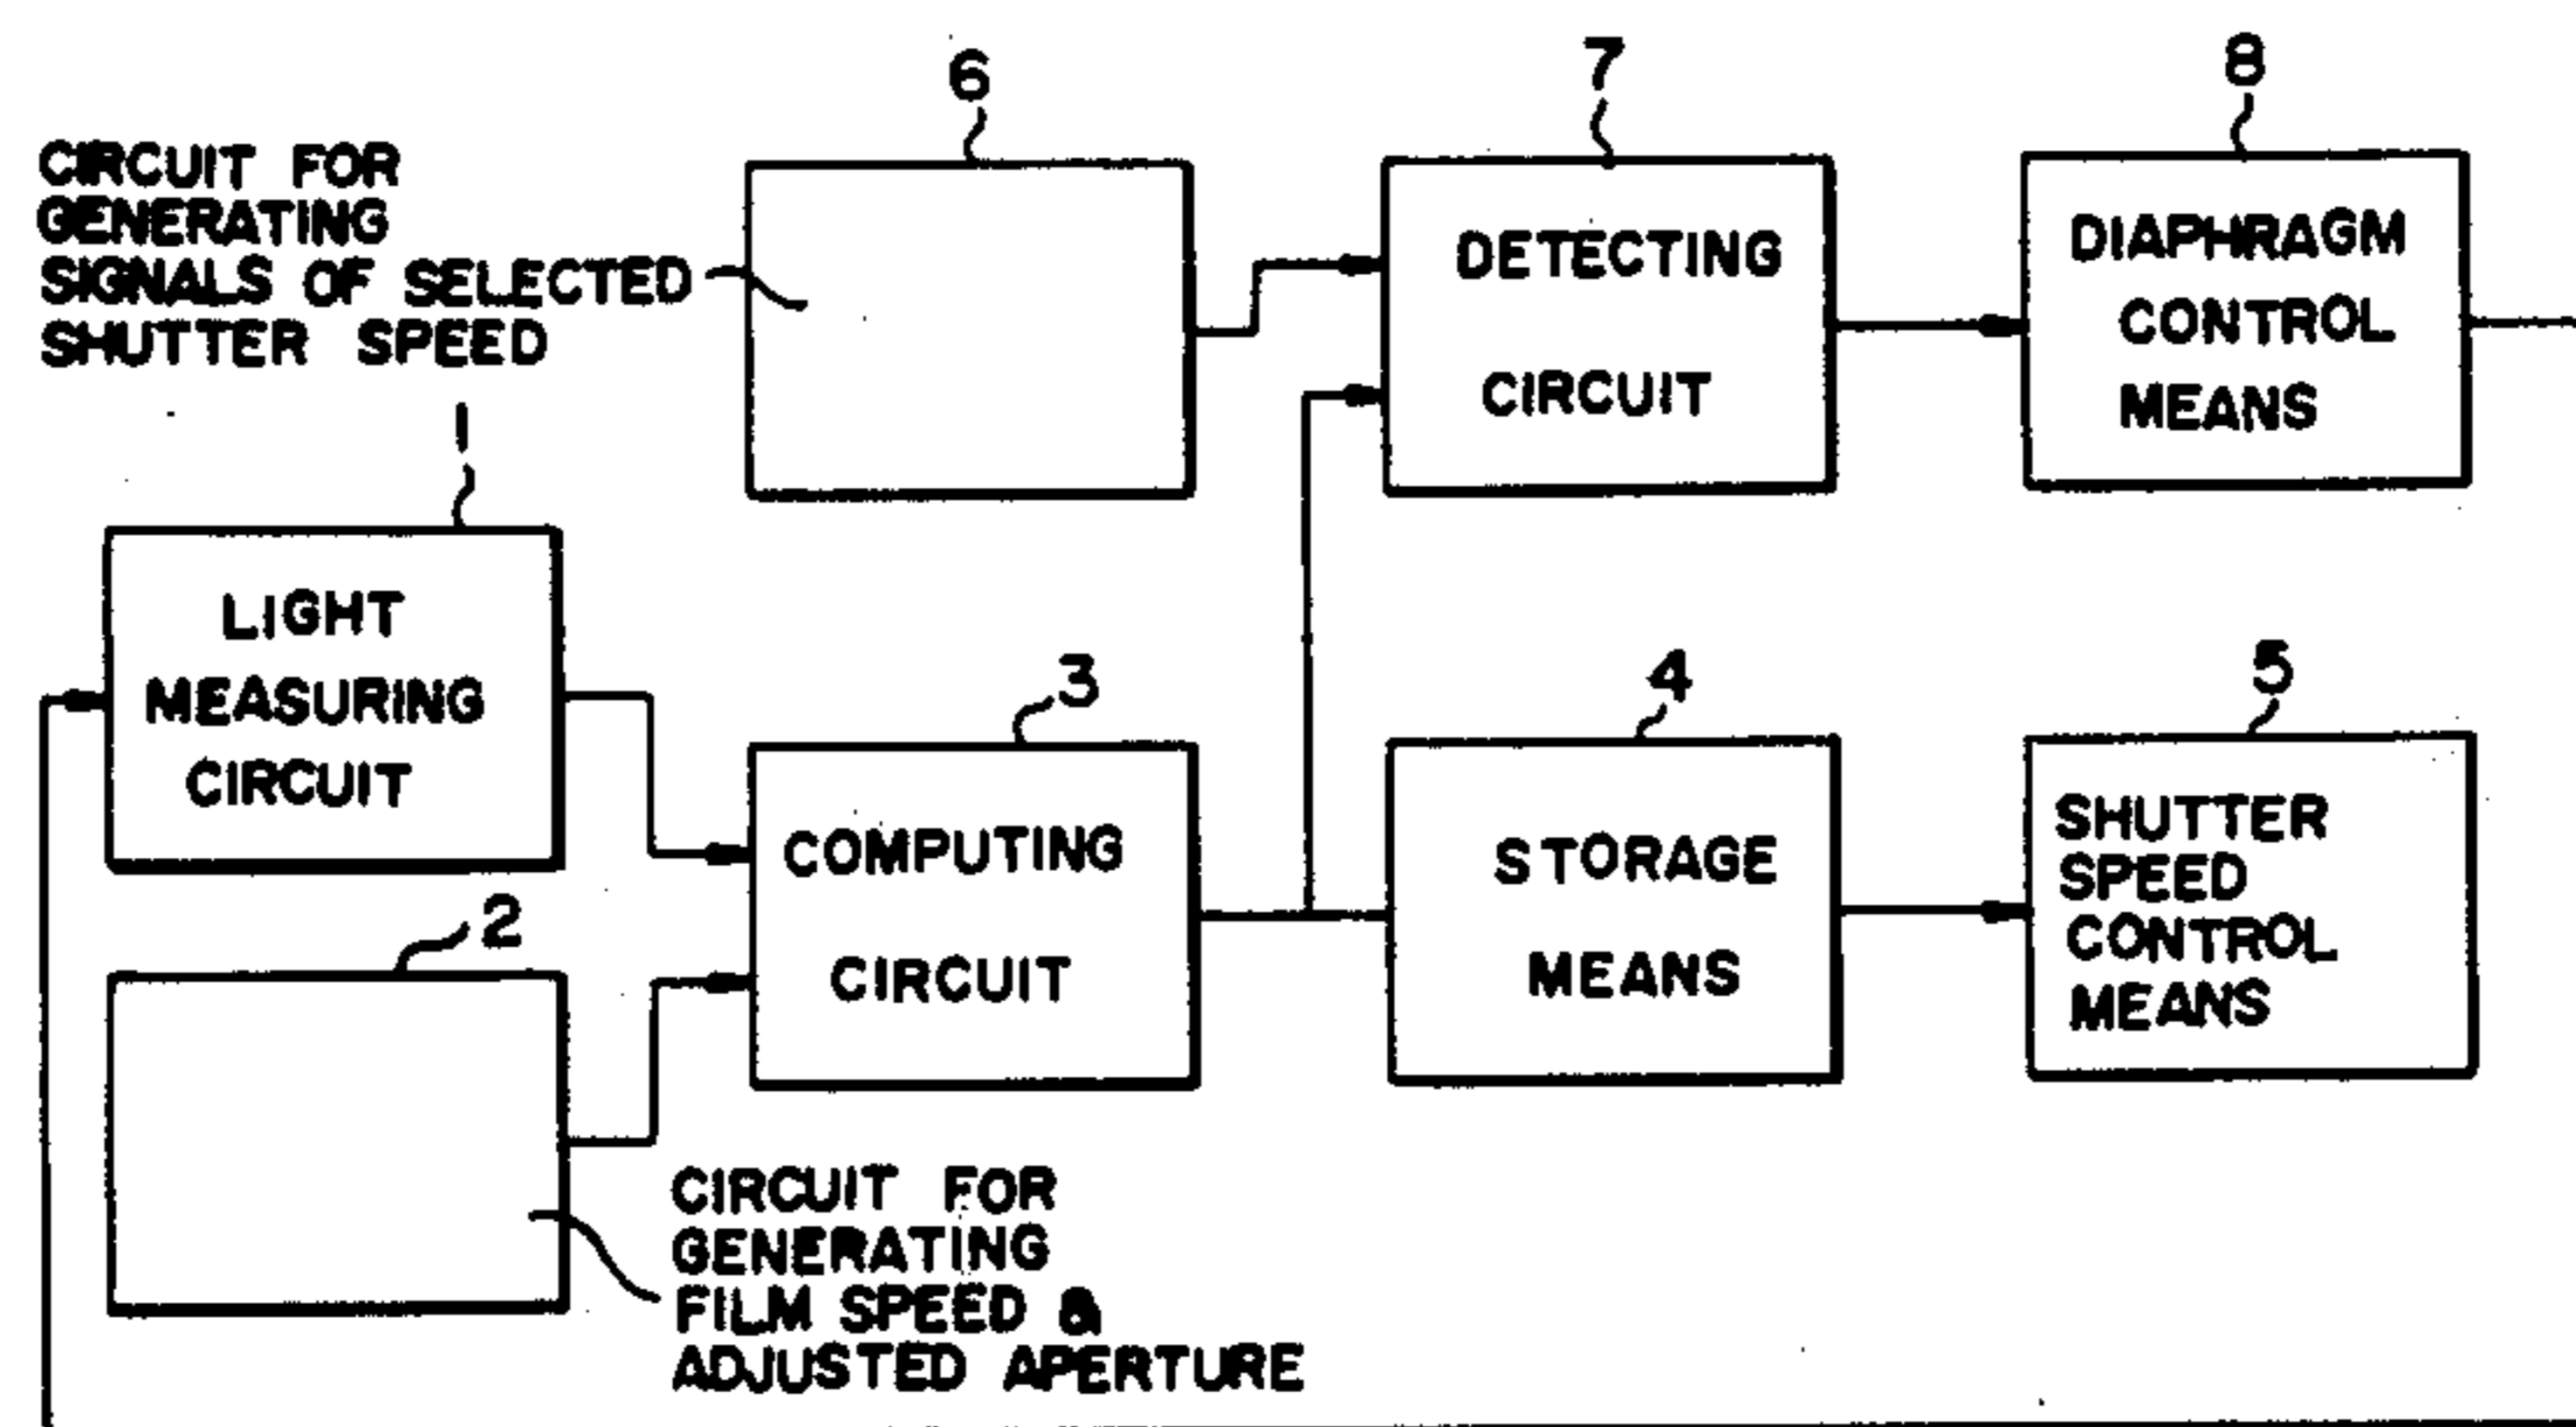 6
7
8
CIRCUIT FOR
GENERATING
SIGNALS OF SELECTED
SHUTTER SPEED
DETECTING
CIRCUIT
DIAPHRAGM
CONTROL
MEANS
1
LIGHT
MEASURING
CIRCUIT
3
4
5
COMPUTING
CIRCUIT
STORAGE
MEANS
SHUTTER
SPEED
CONTROL
MEANS
2
CIRCUIT FOR
GENERATING
FILM SPEED &
ADJUSTED APERTURE